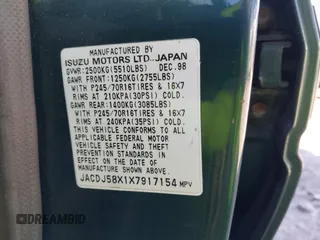 MANUFACTURED BY
ISUZU MOTORS LTD., JAPAN
GVWR:2500KG(5510LBS) DEC.98
GAWR FRONT:1250KG(2755LBS)
WITH P245/70R16TIRES & 16X7
RIMS AT 210KPA(30PSI) COLD.
GAWR REAR:1400KG(3085LBS)
WITH P245/70R16TIRES & 16X7
RIMS AT 240KPA(35PSI) COLD.
THIS VEHICLE CONFORMS TO ALL
APPLICABLE FEDERAL MOTOR
VEHICLE SAFETY AND THEFT
PREVENTION STANDARDS IN
EFFECT ON THE DATE OF
MANUFACTURE SHOWN ABOVE.
JACDJ58X1X7917154 MPV
© DREAMBID